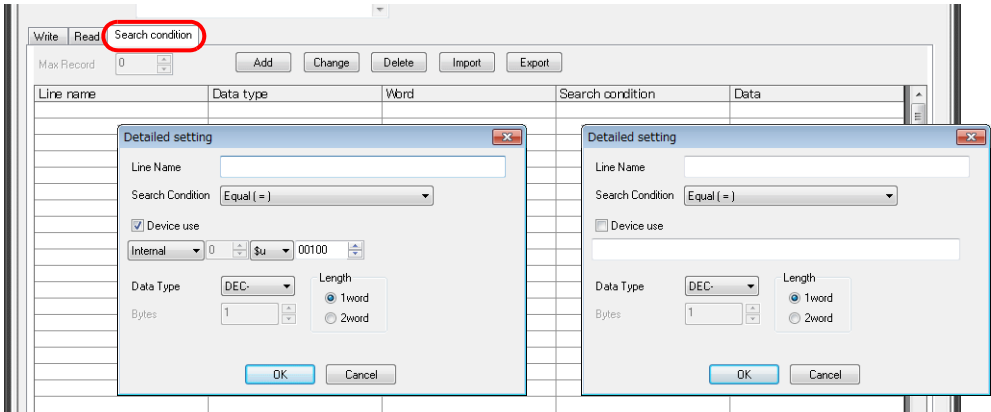 Write Read Search condition
Max Record 0 Add Change Delete Import Export
Line name Data type Word Search condition Data
Detailed setting
Line Name
Search Condition Equal ( = )
Device use
Internal 0 $u 00100
Data Type DEC- Length
1word
Bytes 1 2word
OK Cancel
Detailed setting
Line Name
Search Condition Equal ( = )
Device use
Data Type DEC- Length
1word
Bytes 1 2word
OK Cancel